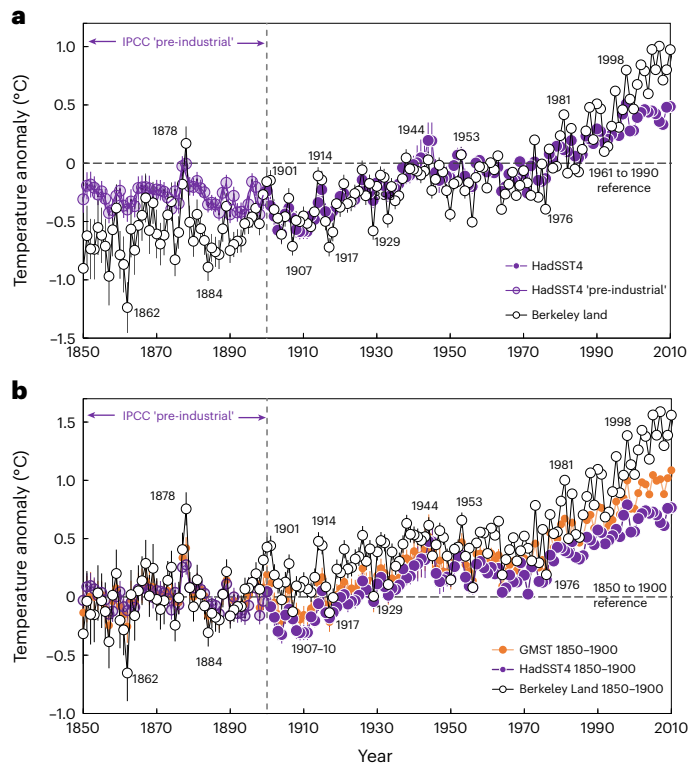 a
IPCC 'pre-industrial'
Temperature anomaly (°C)
1.0
0.5
0
–0.5
–1.0
–1.5
1878
1862
1884
1901
1907
1914
1917
1929
1944
1953
1976
1981
1998
1961 to 1990
reference
HadSST4
HadSST4 'pre-industrial'
Berkeley land
1850 1870 1890 1910 1930 1950 1970 1990 2010
b
IPCC 'pre-industrial'
Temperature anomaly (°C)
1.5
1.0
0.5
0
–0.5
–1.0
1878
1862
1884
1901
1907–10
1914
1917
1929
1944
1953
1976
1981
1998
1850 to 1900
reference
GMST 1850–1900
HadSST4 1850–1900
Berkeley Land 1850–1900
1850 1870 1890 1910 1930 1950 1970 1990 2010
Year